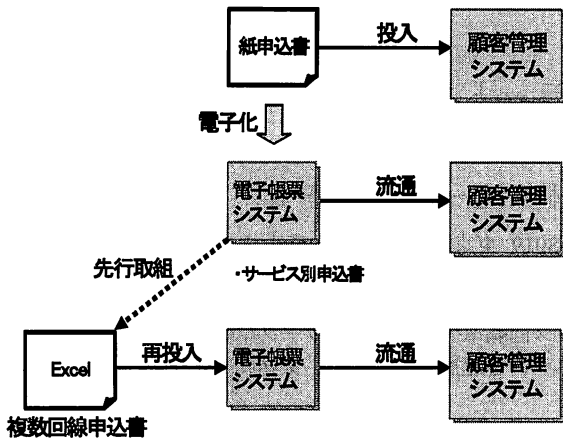 紙申込書
投入
顧客管理
システム
電子化
電子帳票
システム
流通
顧客管理
システム
先行取組
・サービス別申込書
Excel
再投入
電子帳票
システム
流通
顧客管理
システム
複数回線申込書